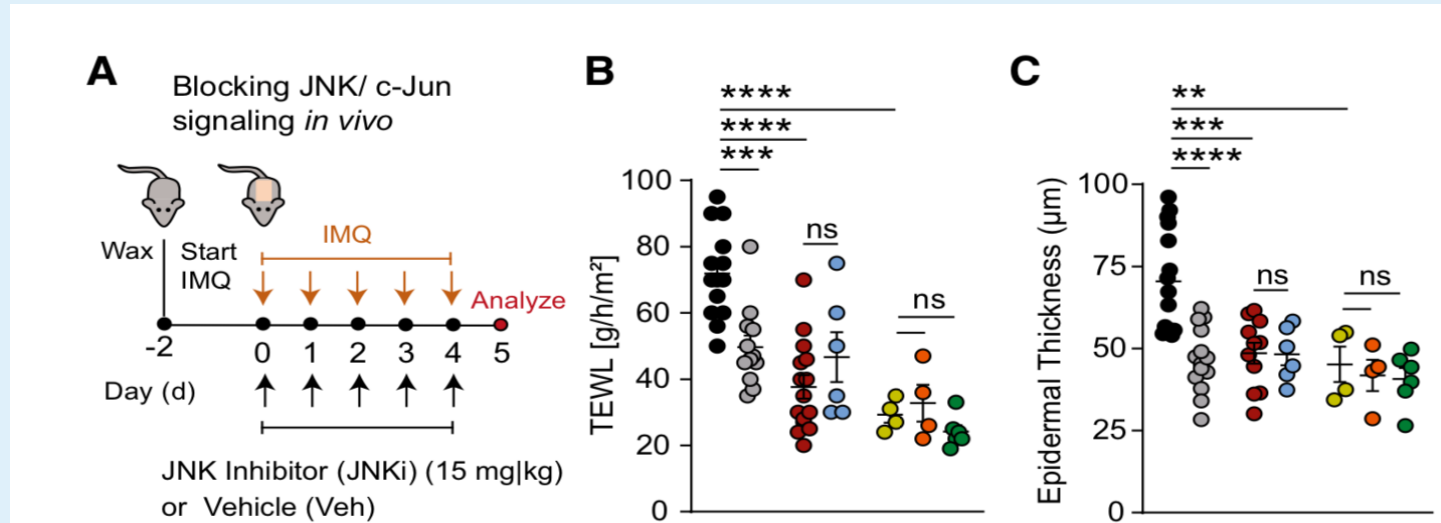 A
Blocking JNK/ c-Jun
signaling in vivo
Wax
Start
IMQ
IMQ
Analyze
-2
0 1 2 3 4 5
Day (d)
JNK Inhibitor (JNKi) (15 mg|kg)
or Vehicle (Veh)
B
****
****
***
TEWL [g/h/m²]
100
80
60
40
20
0
ns
ns
C
**
***
****
Epidermal Thickness (µm)
100
75
50
25
0
ns
ns